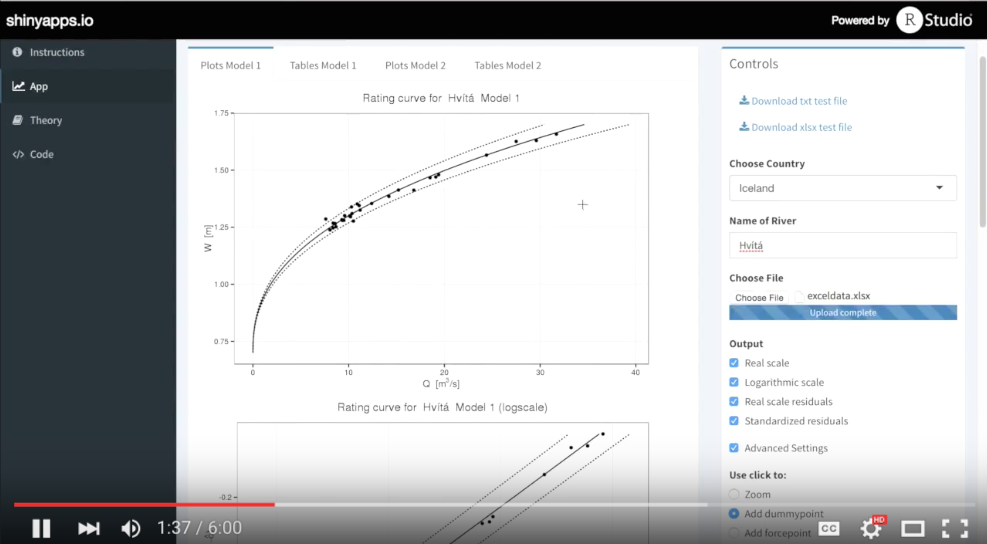 shinyapps.io
Powered by R Studio
Instructions
App
Theory
Code
Plots Model 1 Tables Model 1 Plots Model 2 Tables Model 2
Rating curve for Hvítá Model 1
1.75
1.50
1.25
1.00
0.75
W [m]
0 10 20 30 40
Q [m³/s]
Rating curve for Hvítá Model 1 (logscale)
-0.2
Controls
Download txt test file
Download xlsx test file
Choose Country
Iceland
Name of River
Hvítá
Choose File
Choose File exceldata.xlsx
Upload complete
Output
Real scale
Logarithmic scale
Real scale residuals
Standardized residuals
Advanced Settings
Use click to:
Zoom
Add dummypoint
Add forcepoint
1:37 / 6:00
CC
HD